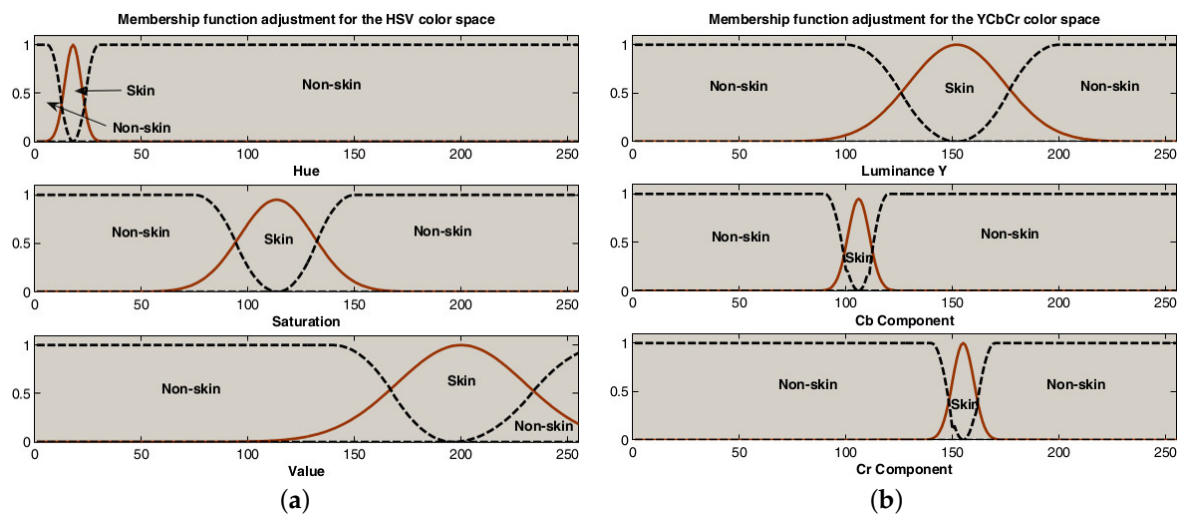 Membership function adjustment for the HSV color space
1
0.5
0
Skin
Non-skin
Non-skin
0 50 100 150 200 250
Hue
1
0.5
0
Non-skin
Skin
Non-skin
0 50 100 150 200 250
Saturation
1
0.5
0
Non-skin
Skin
Non-skin
0 50 100 150 200 250
Value
(a)
Membership function adjustment for the YCbCr color space
1
0.5
0
Non-skin
Skin
Non-skin
0 50 100 150 200 250
Luminance Y
1
0.5
0
Non-skin
Skin
Non-skin
0 50 100 150 200 250
Cb Component
1
0.5
0
Non-skin
Skin
Non-skin
0 50 100 150 200 250
Cr Component
(b)